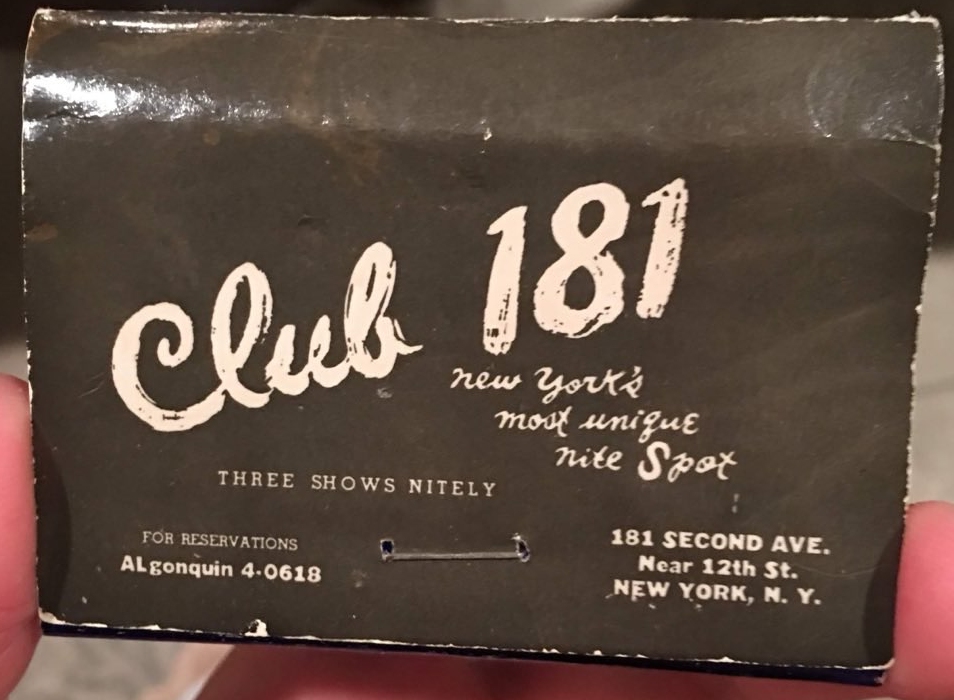 Club 181
new York's
most unique
nite Spot
THREE SHOWS NITELY
FOR RESERVATIONS
ALgonquin 4-0618
181 SECOND AVE.
Near 12th St.
NEW YORK, N. Y.